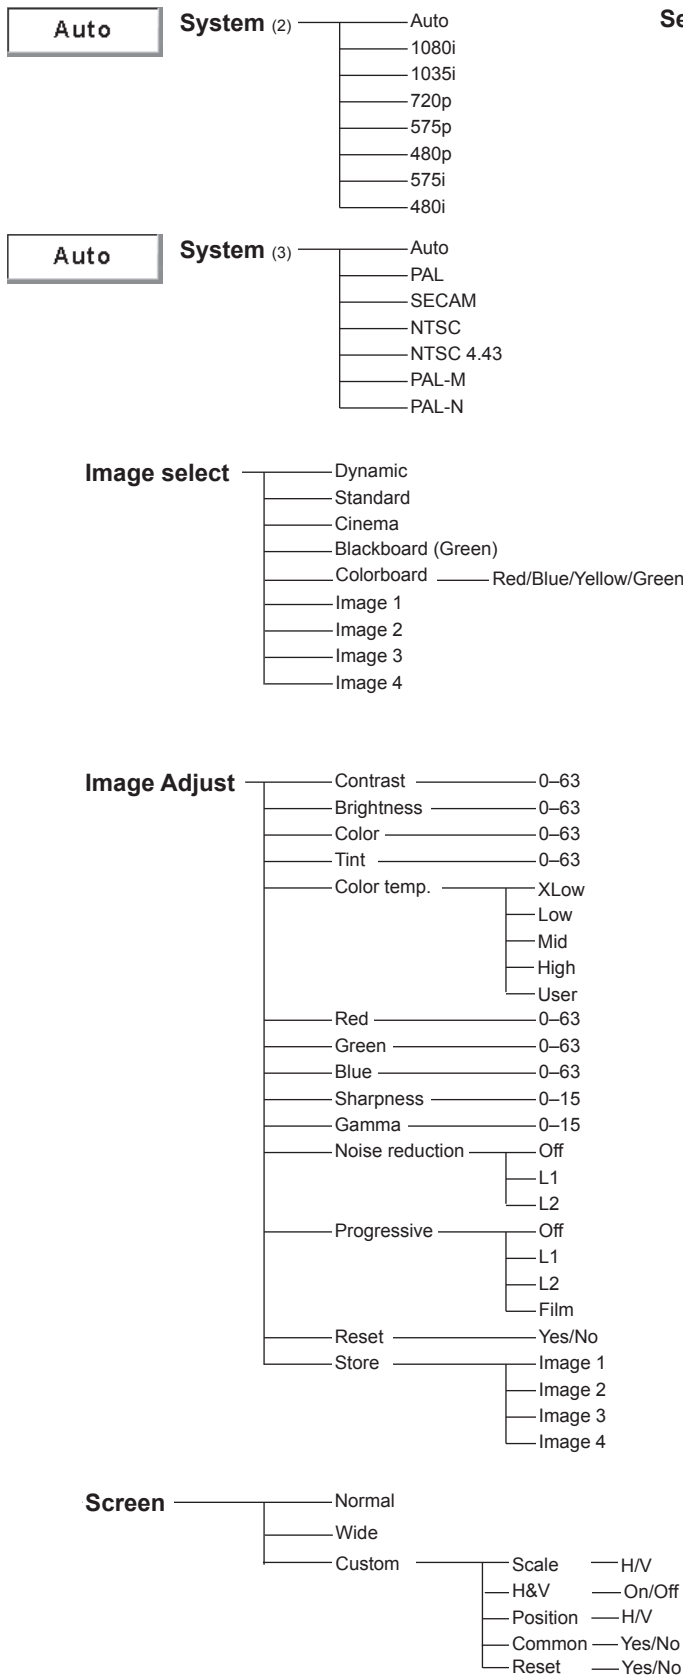 Auto System (2) Auto
1080i
1035i
720p
575p
480p
575i
480i
Auto System (3) Auto
PAL
SECAM
NTSC
NTSC 4.43
PAL-M
PAL-N
Image select Dynamic
Standard
Cinema
Blackboard (Green)
Colorboard Red/Blue/Yellow/Green
Image 1
Image 2
Image 3
Image 4
Image Adjust Contrast 0–63
Brightness 0–63
Color 0–63
Tint 0–63
Color temp. XLow
Low
Mid
High
User
Red 0–63
Green 0–63
Blue 0–63
Sharpness 0–15
Gamma 0–15
Noise reduction Off
L1
L2
Progressive Off
L1
L2
Film
Reset Yes/No
Store Image 1
Image 2
Image 3
Image 4
Screen Normal
Wide
Custom Scale H/V
H&V On/Off
Position H/V
Common Yes/No
Reset Yes/No